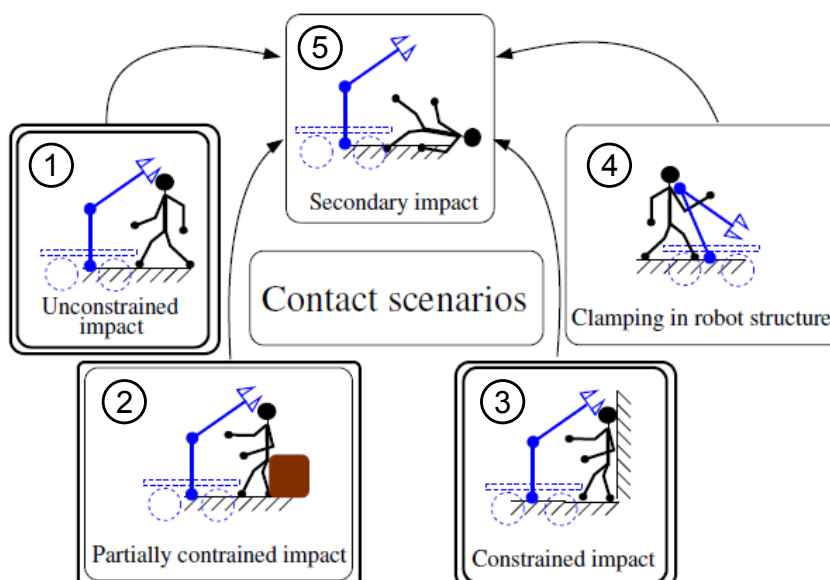 5
Secondary impact
1
Unconstrained
impact
4
Clamping in robot structure
Contact scenarios
2
Partially contrained impact
3
Constrained impact